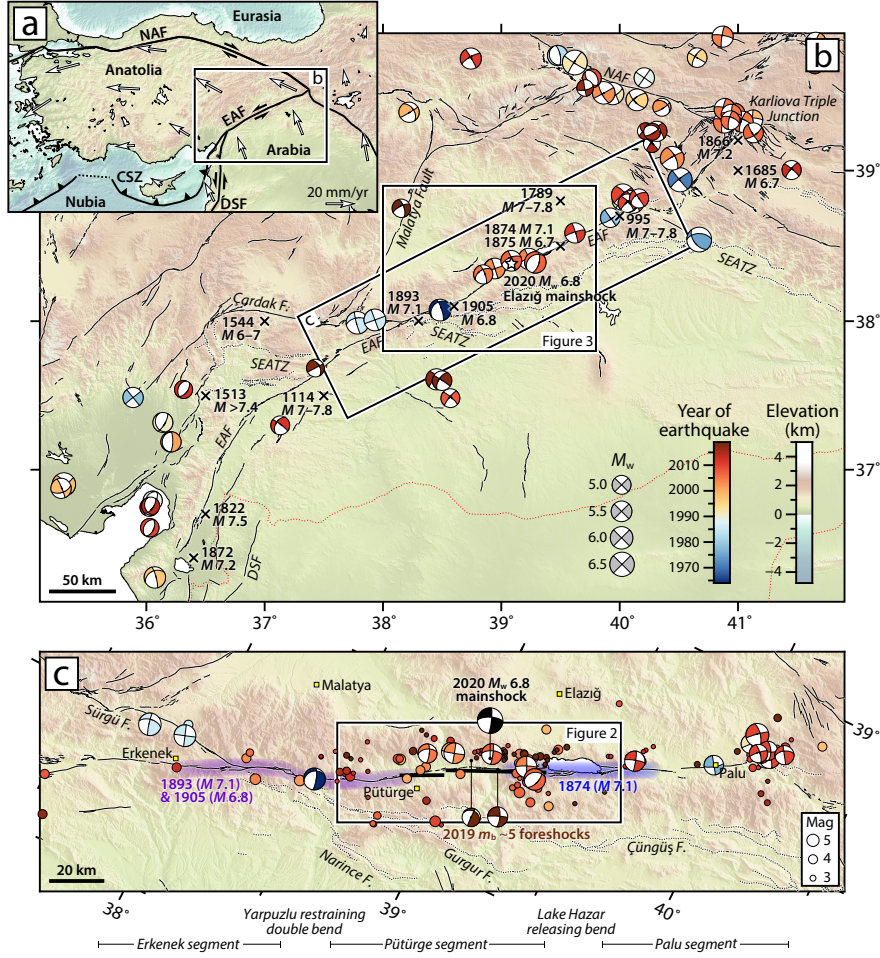 a
Eurasia
NAF
Anatolia
b
EAF
Arabia
CSZ
Nubia
DSF
20 mm/yr
b
NAF
Karliova Triple
Junction
1866
M 7.2
1685
M 6.7
39°
Malatya Fault
1789
M 7–7.8
1874 M 7.1
1875 M 6.7
EAF
995
M 7–7.8
SEATZ
2020 Mw 6.8
Elazığ mainshock
Çardak F.
1893
M 7.1
1905
M 6.8
1544
M 6–7
EAF
SEATZ
Figure 3
38°
SEATZ
1513
M >7.4
1114
M 7–7.8
EAF
Year of
earthquake
Elevation
(km)
Mw
5.0
5.5
6.0
6.5
2010
2000
1990
1980
1970
4
2
0
−2
−4
37°
1822
M 7.5
1872
M 7.2
DSF
50 km
36°
37°
38°
39°
40°
41°
c
Malatya
2020 Mw 6.8
mainshock
Elazığ
Sürgü F.
Figure 2
39°
Erkenek
Palu
1893 (M 7.1)
& 1905 (M 6.8)
Pütürge
1874 (M 7.1)
2019 mb ~5 foreshocks
Narince F.
Gurgur F.
Çüngüş F.
Mag
5
4
3
20 km
38°
39°
40°
Yarpuzlu restraining
double bend
Lake Hazar
releasing bend
Erkenek segment
Pütürge segment
Palu segment